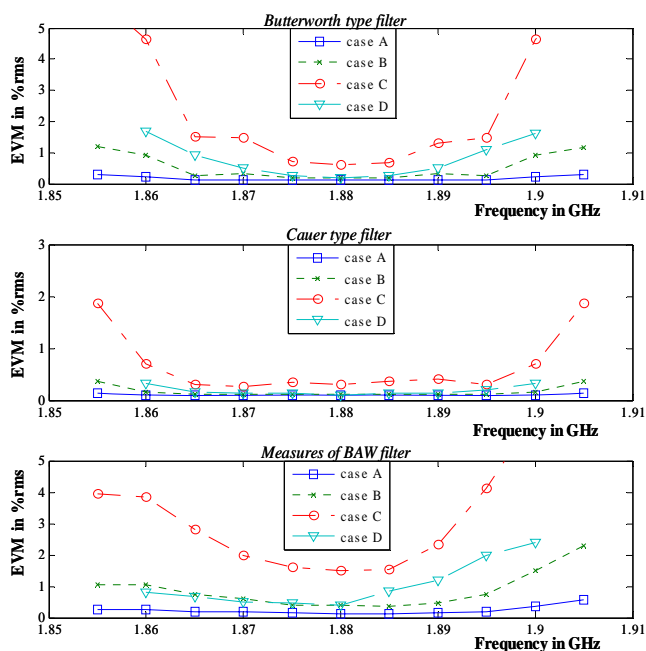 Butterworth type filter
5
4
3
2
1
0
EVM in %rms
case A
case B
case C
case D
1.85 1.86 1.87 1.88 1.89 1.9 1.91
Frequency in GHz
Cauer type filter
3
2
1
0
EVM in %rms
case A
case B
case C
case D
1.85 1.86 1.87 1.88 1.89 1.9 1.91
Frequency in GHz
Measures of BAW filter
5
4
3
2
1
0
EVM in %rms
case A
case B
case C
case D
1.85 1.86 1.87 1.88 1.89 1.9 1.91
Frequency in GHz